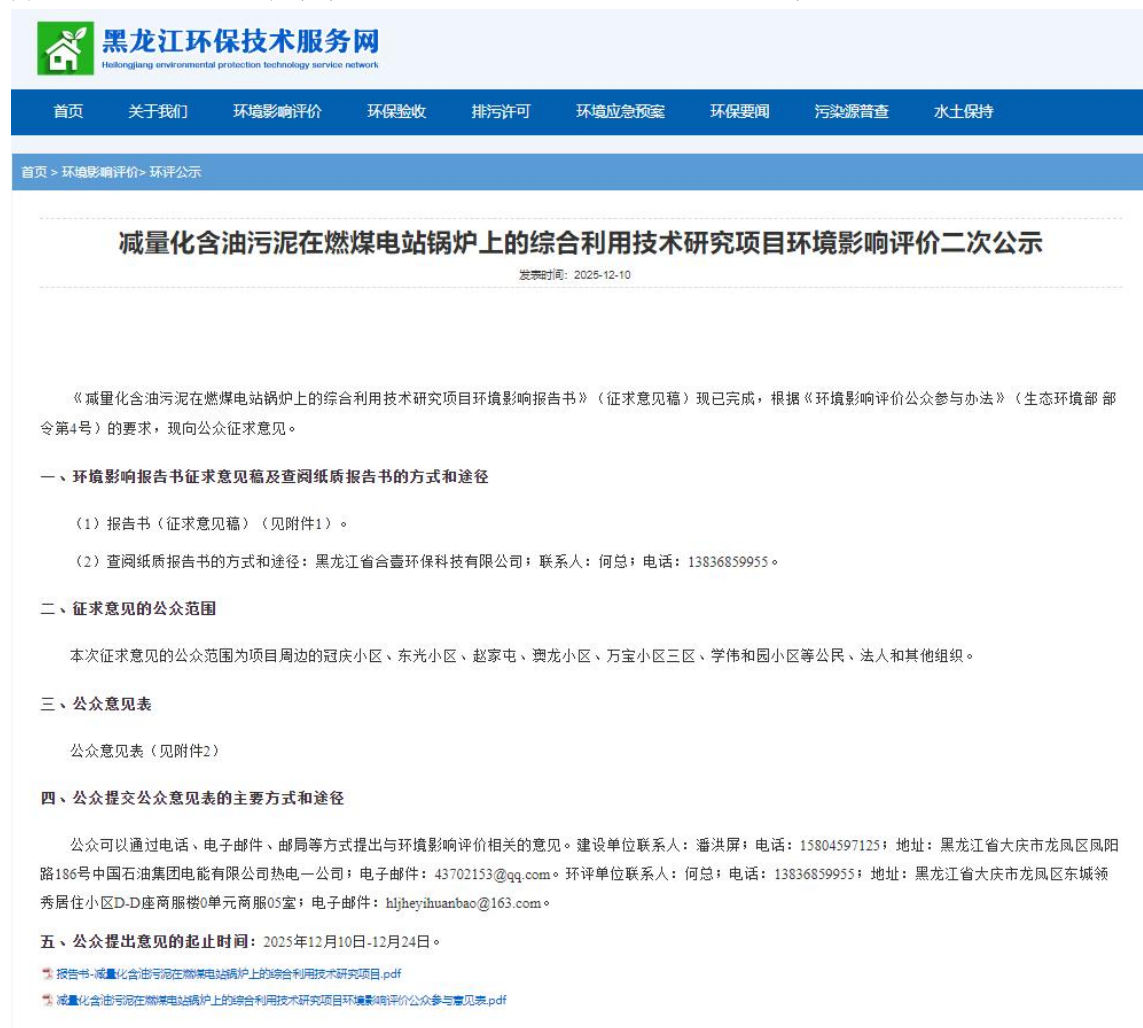 黑龙江环保技术服务网
Heilongjiang environmental protection technology service network
首页 关于我们 环境影响评价 环保验收 排污许可 环境应急预案 环保要闻 污染源普查 水土保持
首页 > 环境影响评价> 环评公示
减量化含油污泥在燃煤电站锅炉上的综合利用技术研究项目环境影响评价二次公示
发表时间：2025-12-10
《减量化含油污泥在燃煤电站锅炉上的综合利用技术研究项目环境影响报告书》（征求意见稿）现已完成，根据《环境影响评价公众参与办法》（生态环境部 部
令第4号）的要求，现向公众征求意见。
一、环境影响报告书征求意见稿及查阅纸质报告书的方式和途径
（1）报告书（征求意见稿）（见附件1）。
（2）查阅纸质报告书的方式和途径：黑龙江省合壹环保科技有限公司；联系人：何总；电话：13836859955。
二、征求意见的公众范围
本次征求意见的公众范围为项目周边的冠庆小区、东光小区、赵家屯、澳龙小区、万宝小区三区、学伟和园小区等公民、法人和其他组织。
三、公众意见表
公众意见表（见附件2）
四、公众提交公众意见表的主要方式和途径
公众可以通过电话、电子邮件、邮局等方式提出与环境影响评价相关的意见。建设单位联系人：潘洪屏；电话：15804597125；地址：黑龙江省大庆市龙凤区凤阳
路186号中国石油集团电能有限公司热电一公司；电子邮件：43702153@qq.com。环评单位联系人：何总；电话：13836859955；地址：黑龙江省大庆市龙凤区东城领
秀居住小区D-D座商服楼0单元商服05室；电子邮件：hljheyihuanbao@163.com。
五、公众提出意见的起止时间：2025年12月10日-12月24日。
报告书-减量化含油污泥在燃煤电站锅炉上的综合利用技术研究项目.pdf
减量化含油污泥在燃煤电站锅炉上的综合利用技术研究项目环境影响评价公众参与意见表.pdf